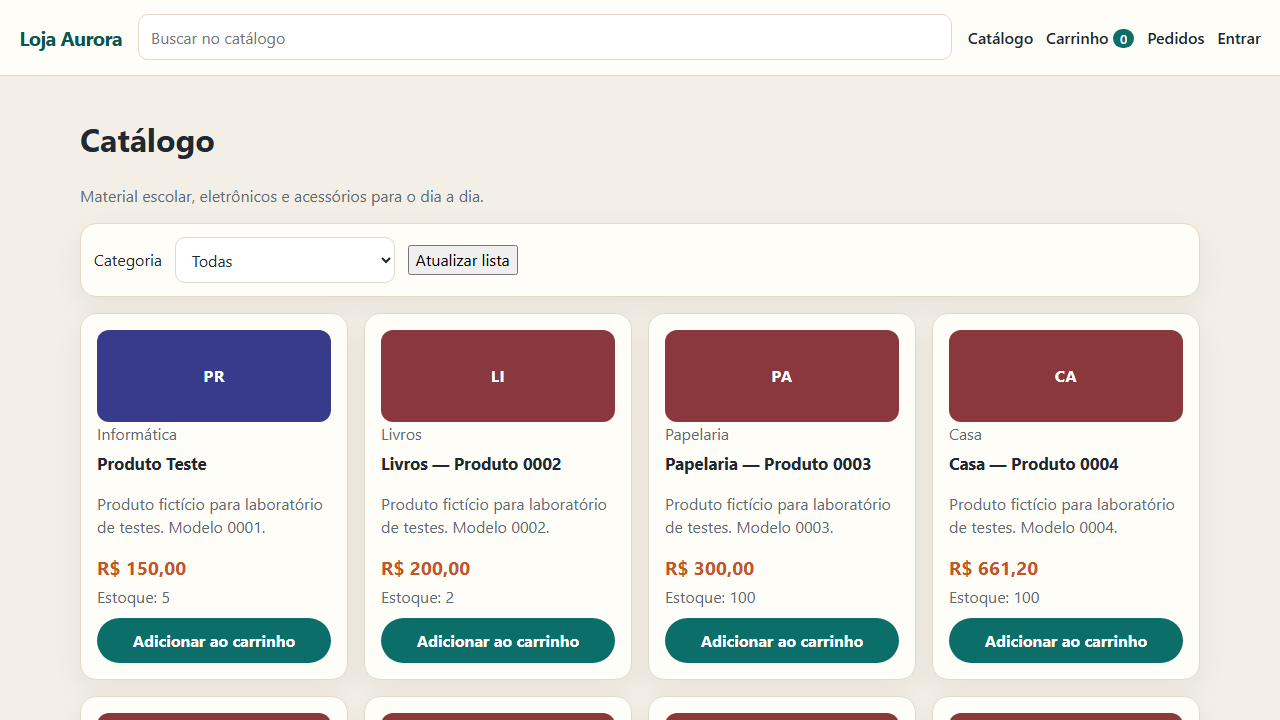 Loja Aurora
Buscar no catálogo
Catálogo
Carrinho 0
Pedidos
Entrar
Catálogo
Material escolar, eletrônicos e acessórios para o dia a dia.
Categoria
Todas
Atualizar lista
PR
Informática
Produto Teste
Produto fictício para laboratório
de testes. Modelo 0001.
R$ 150,00
Estoque: 5
Adicionar ao carrinho
LI
Livros
Livros — Produto 0002
Produto fictício para laboratório
de testes. Modelo 0002.
R$ 200,00
Estoque: 2
Adicionar ao carrinho
PA
Papelaria
Papelaria — Produto 0003
Produto fictício para laboratório
de testes. Modelo 0003.
R$ 300,00
Estoque: 100
Adicionar ao carrinho
CA
Casa
Casa — Produto 0004
Produto fictício para laboratório
de testes. Modelo 0004.
R$ 661,20
Estoque: 100
Adicionar ao carrinho